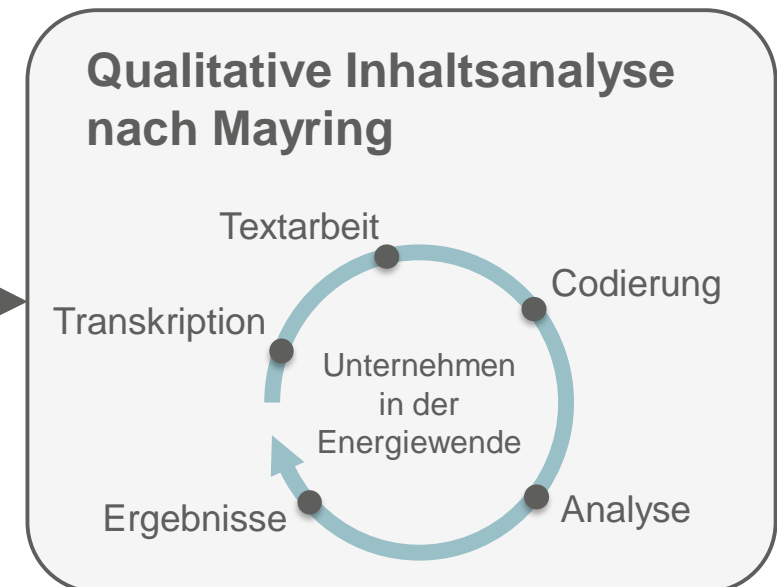 Qualitative Inhaltsanalyse
nach Mayring
Textarbeit
Codierung
Transkription
Unternehmen
in der
Energiewende
Ergebnisse
Analyse